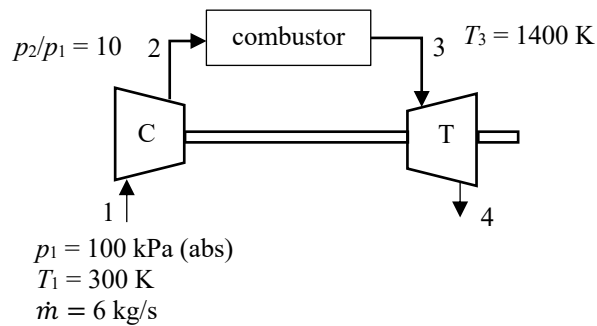 p₂/p₁ = 10
2
combustor
3
T₃ = 1400 K
C
T
1
4
p₁ = 100 kPa (abs)
T₁ = 300 K
ṁ = 6 kg/s